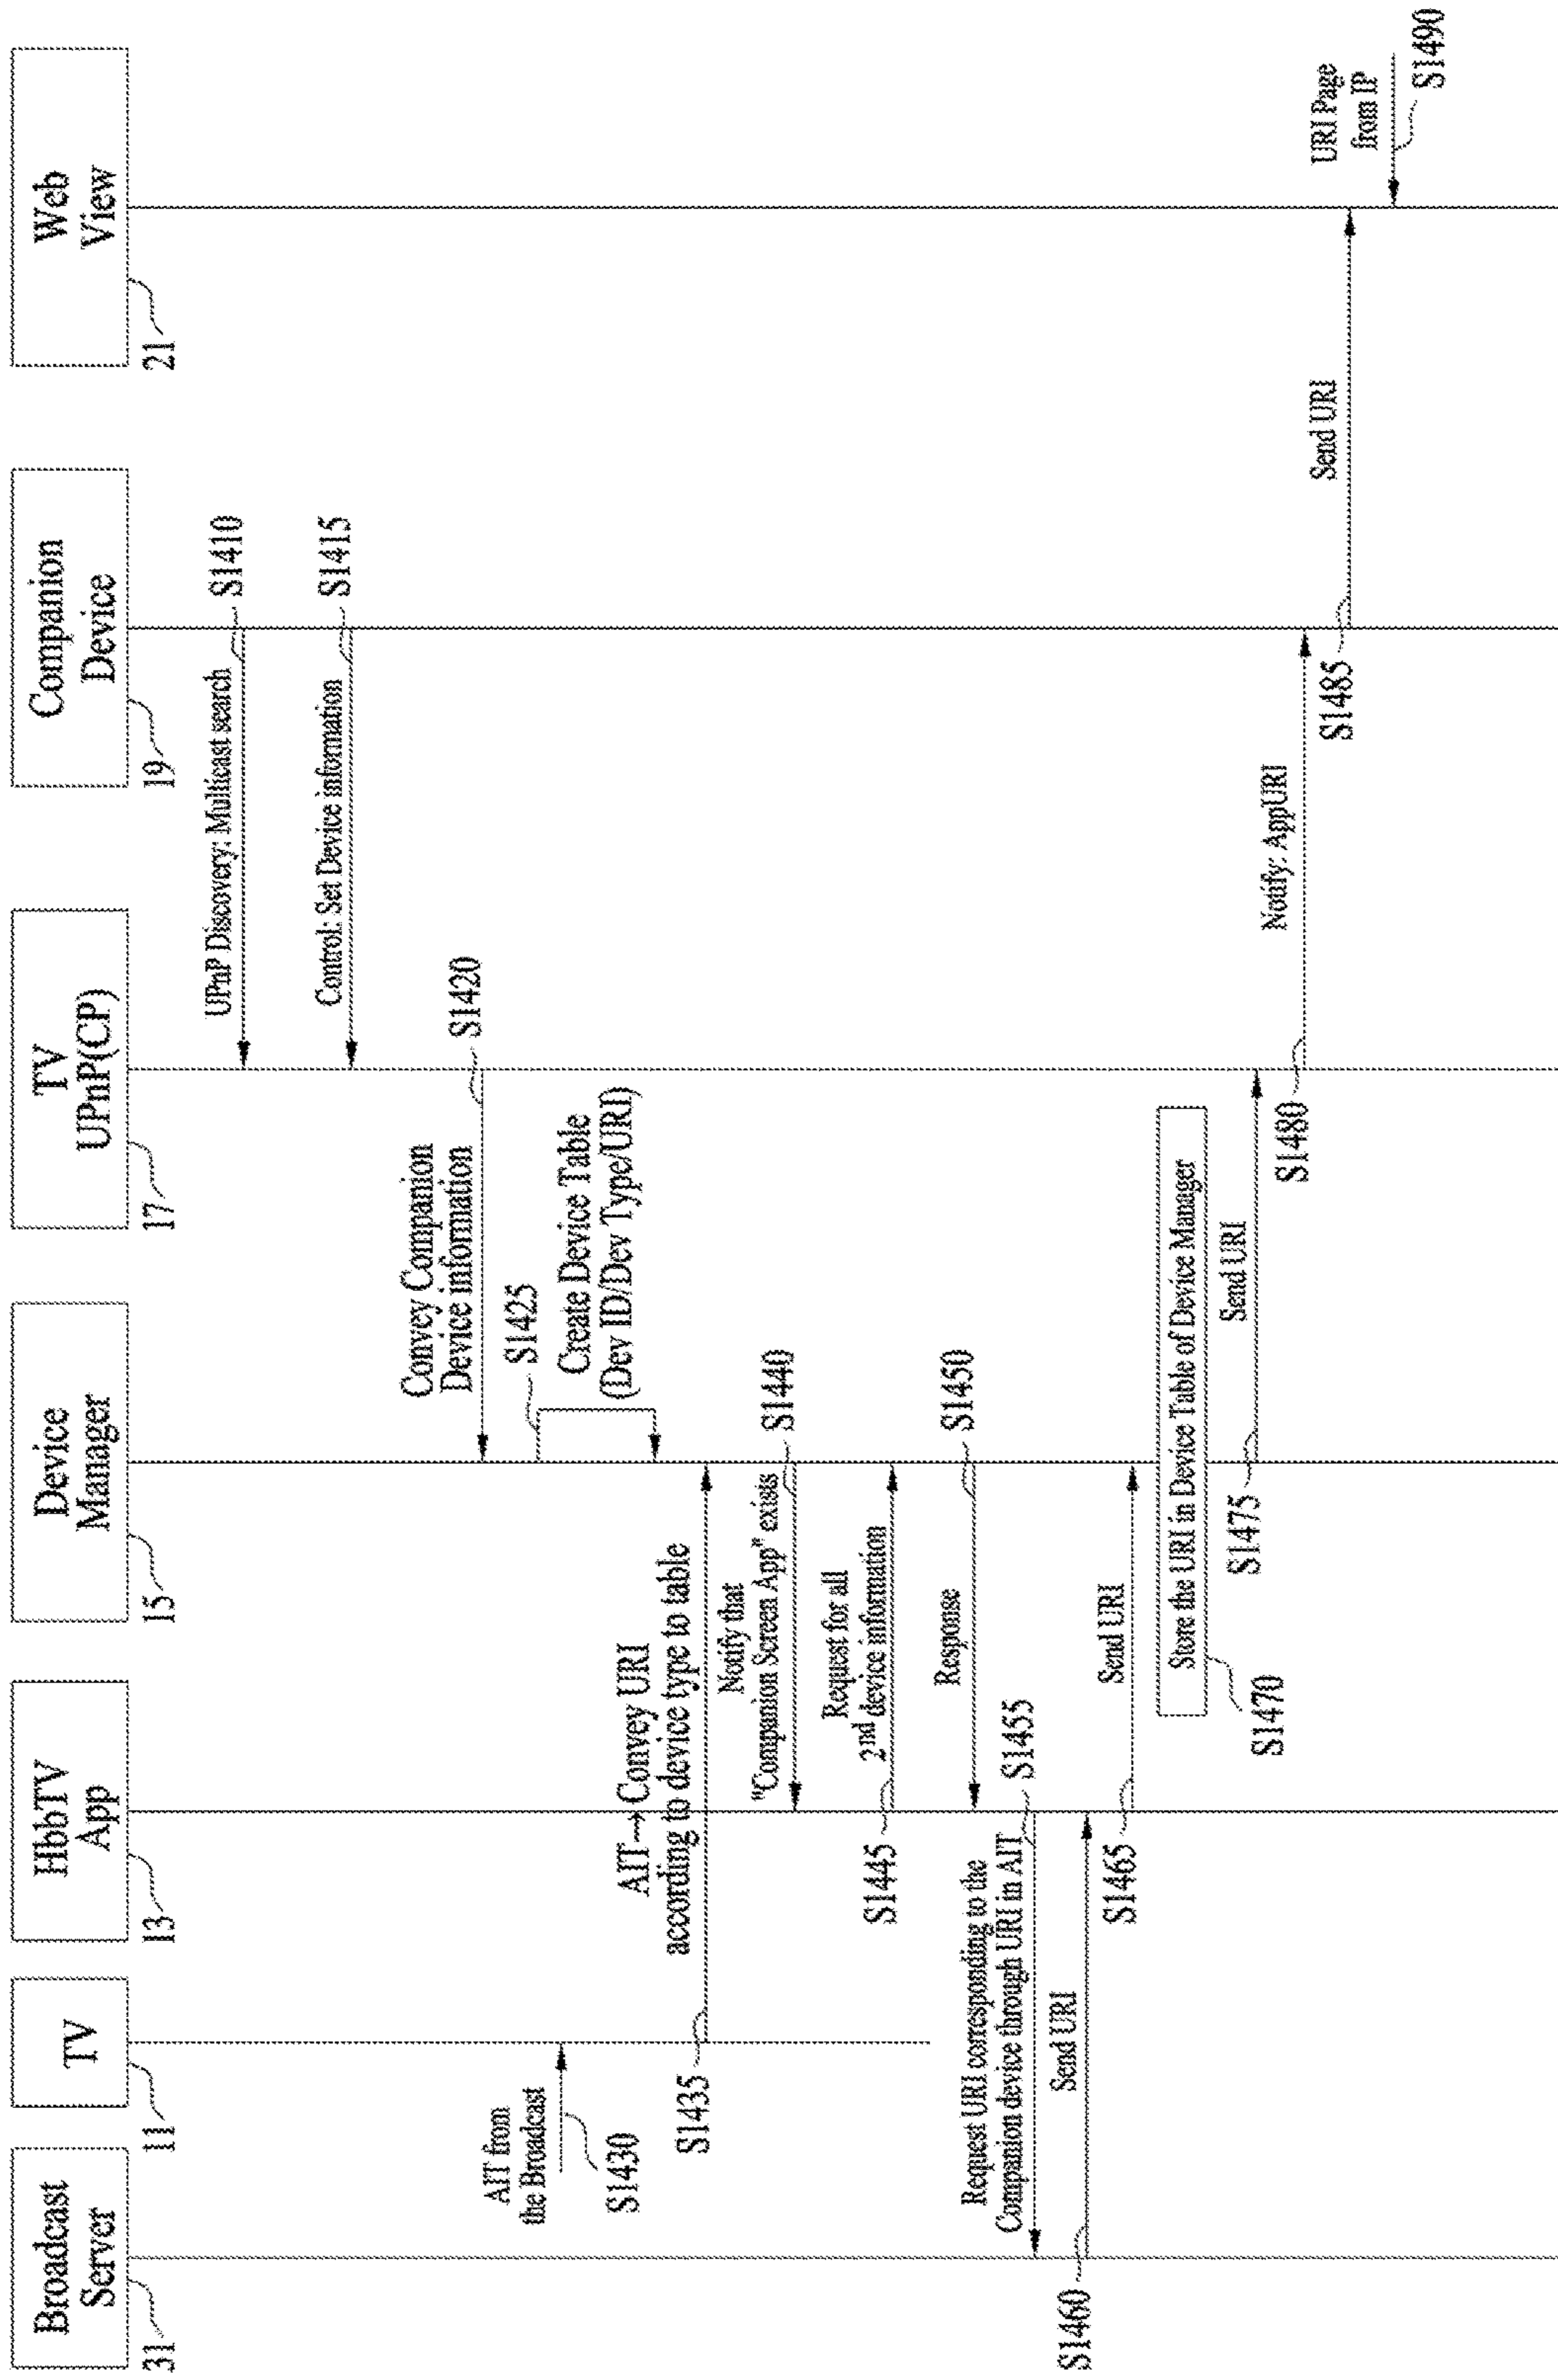 Broadcast
Server
31
TV
11
HbbTV
App
13
Device
Manager
15
TV
UPnP(CP)
17
Companion
Device
19
Web
View
21
UPnP Discovery: Multicast search
S1410
Control: Set Device information
S1415
Convey Companion
Device information
S1420
S1425
Create Device Table
(Dev ID/Dev Type/URI)
AIT from
the Broadcast
S1430
AIT→Convey URI
according to device type to table
S1435
Notify that
"Companion Screen App" exists
S1440
Request for all
2nd device information
S1445
Response
S1450
Request URI corresponding to the
Companion device through URI in AIT
S1455
Send URI
S1460
Send URI
S1465
Store the URI in Device Table of Device Manager
S1470
Send URI
S1475
Notify: AppURI
S1480
Send URI
S1485
URI Page
from IP
S1490